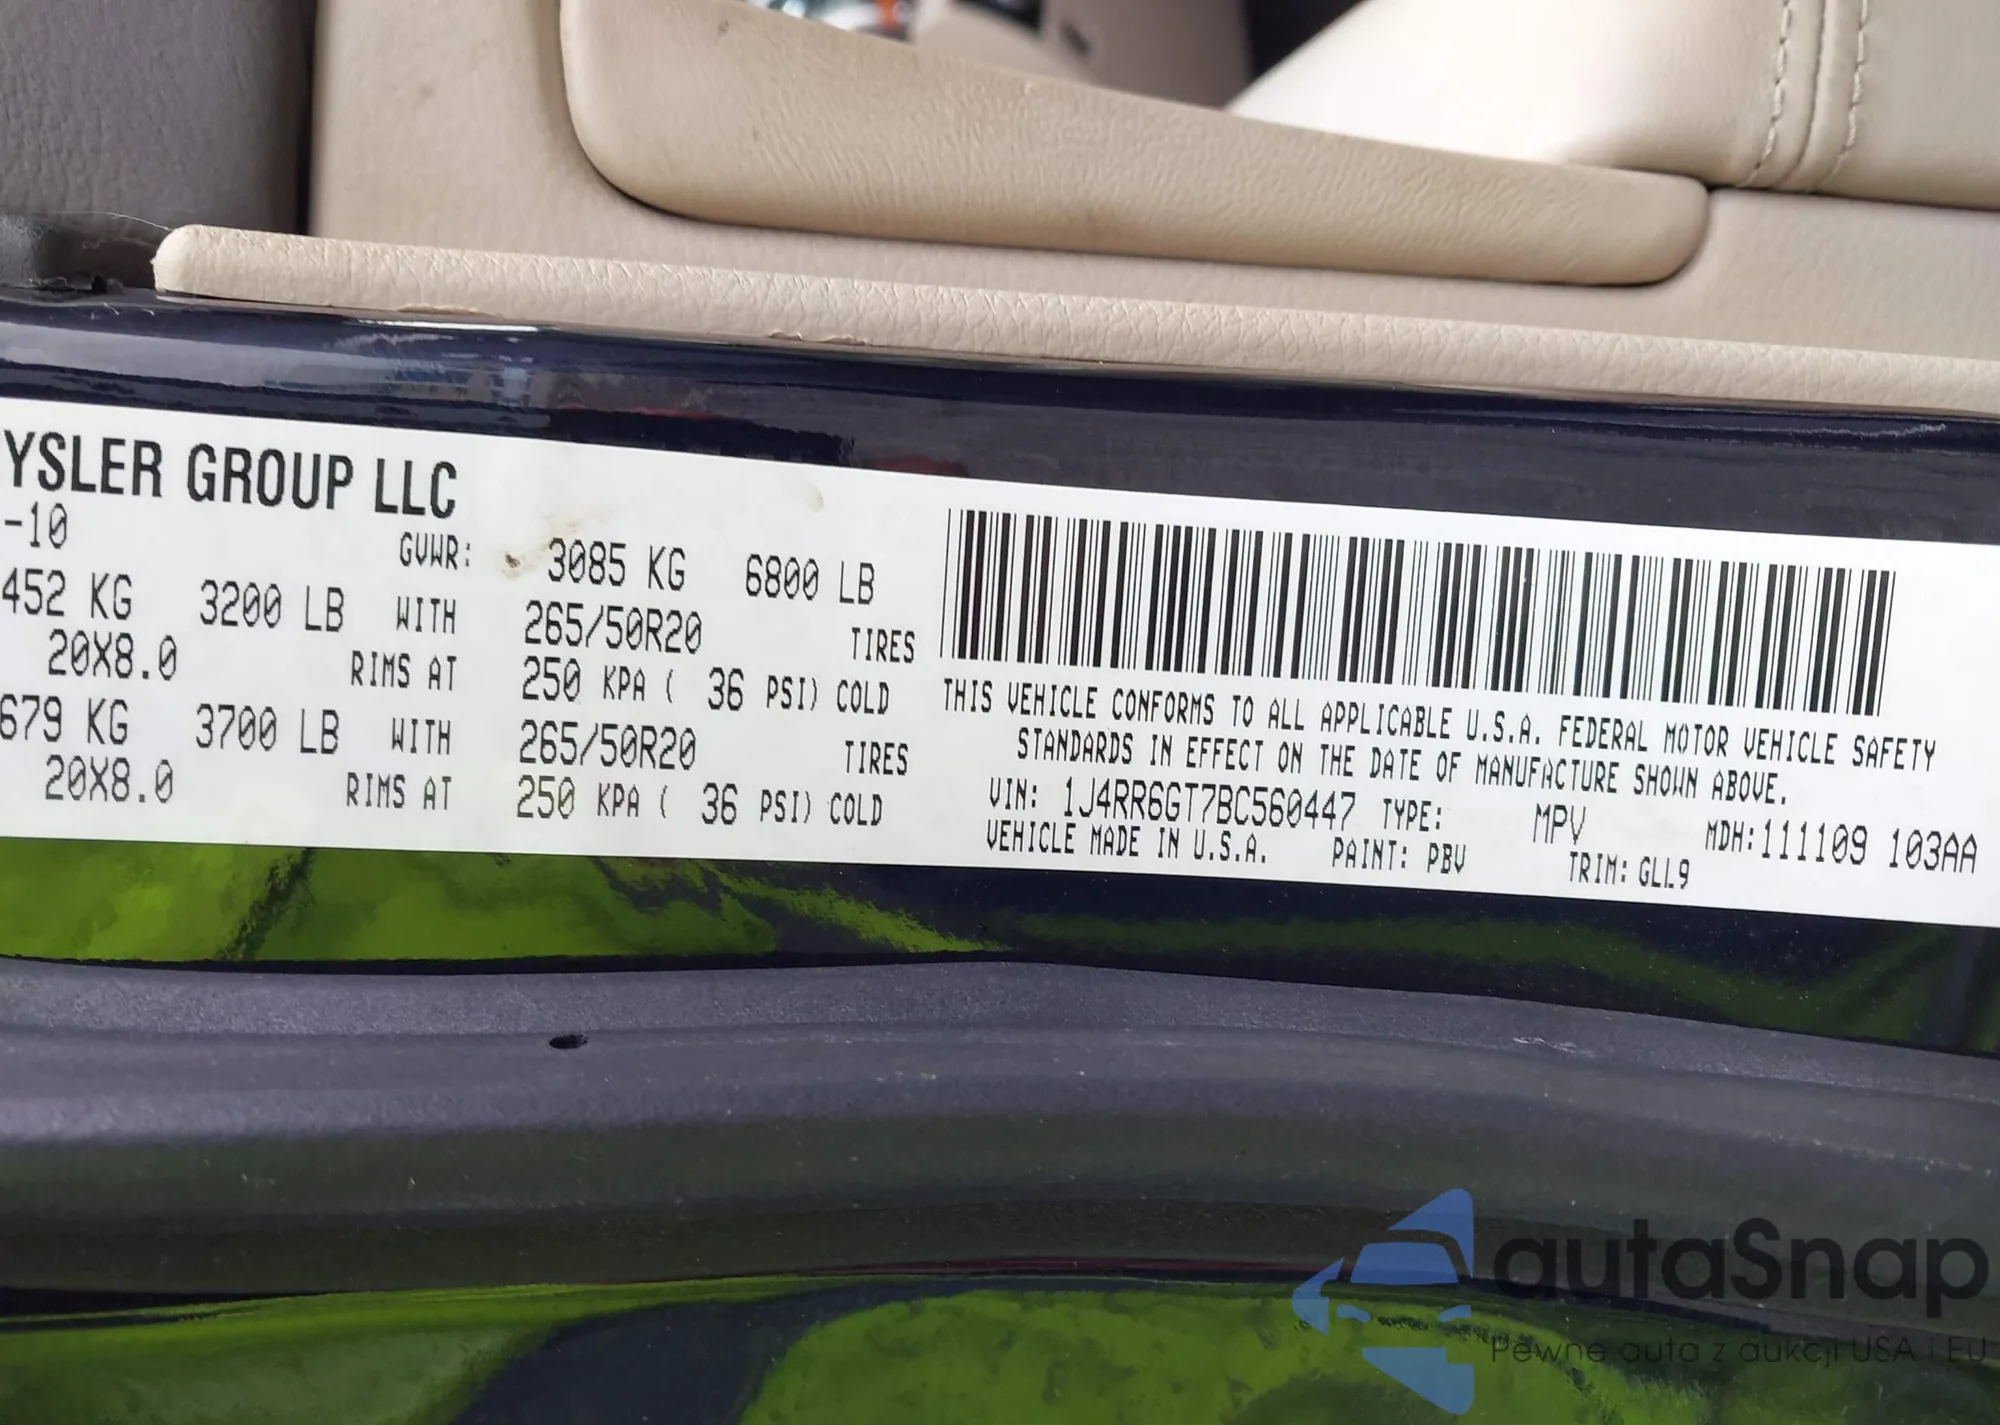 YSLER GROUP LLC
-10
GVWR: 3085 KG 6800 LB
452 KG 3200 LB WITH 265/50R20 TIRES
20X8.0 RIMS AT 250 KPA ( 36 PSI) COLD
679 KG 3700 LB WITH 265/50R20 TIRES
20X8.0 RIMS AT 250 KPA ( 36 PSI) COLD
THIS VEHICLE CONFORMS TO ALL APPLICABLE U.S.A. FEDERAL MOTOR VEHICLE SAFETY
STANDARDS IN EFFECT ON THE DATE OF MANUFACTURE SHOWN ABOVE.
VIN: 1J4RR6GT7BC560447 TYPE: MPV MDH:111109 103AA
VEHICLE MADE IN U.S.A. PAINT: PBV TRIM: GLL9
autaSnap
Pewne auta z aukcji USA i EU